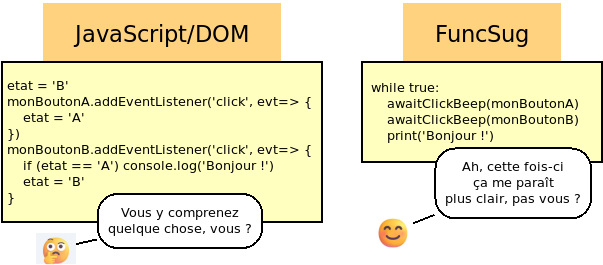 JavaScript/DOM
etat = 'B'
monBoutonA.addEventListener('click', evt=> {
    etat = 'A'
})
monBoutonB.addEventListener('click', evt=> {
    if (etat == 'A') console.log('Bonjour !')
    etat = 'B'
}
Vous y comprenez
quelque chose, vous ?
FuncSug
while true:
    awaitClickBeep(monBoutonA)
    awaitClickBeep(monBoutonB)
    print('Bonjour !')
Ah, cette fois-ci
ça me paraît
plus clair, pas vous ?